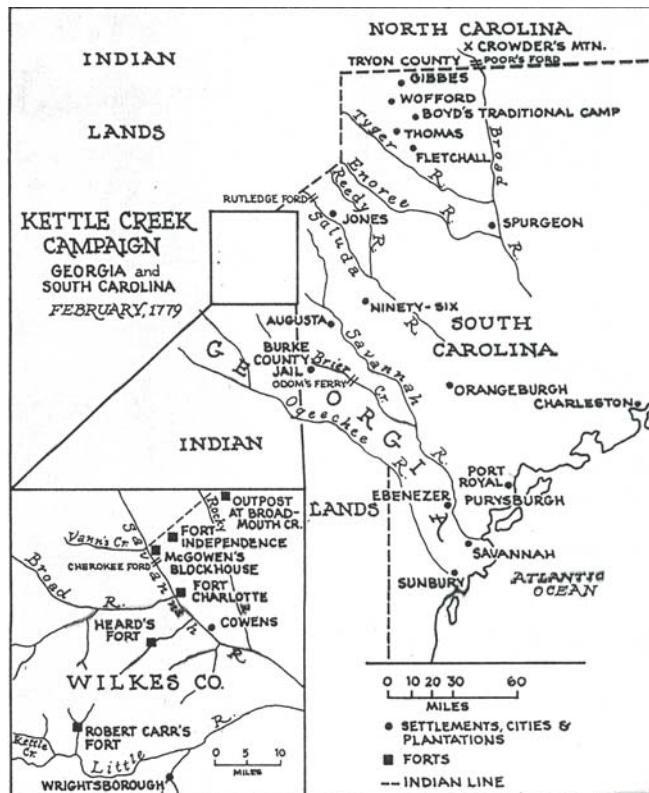 NORTH CAROLINA
x CROWDER'S MTN.
TRYON COUNTY
POOR'S FORD
INDIAN
LANDS
GIBBES
WOFFORD
BOYD'S TRADITIONAL CAMP
THOMAS
FLETCHALL
Tyger R.
Broad R.
Enoree R.
SPURGEON
Reedy R.
RUTLEDGE FORD
JONES
Saluda R.
KETTLE CREEK
CAMPAIGN
GEORGIA and
SOUTH CAROLINA
FEBRUARY, 1779
NINETY-SIX
SOUTH
CAROLINA
AUGUSTA
Savannah R.
BURKE
COUNTY
JAIL
Brier Cr.
ODOM'S FERRY
GEORGIA
Ogeechee R.
ORANGEBURGH
CHARLESTON
INDIAN
LANDS
PORT
ROYAL
PURYSBURGH
EBENEZER
SAVANNAH
SUNBURY
ATLANTIC
OCEAN
OUTPOST
AT BROAD-
MOUTH CR.
Rocky R
FORT
INDEPENDENCE
Vann's Cr.
McGOWEN'S
BLOCKHOUSE
CHEROKEE FORD
Savannah R
FORT
CHARLOTTE
Broad R.
COWENS
HEARD'S
FORT
WILKES CO.
ROBERT CARR'S
FORT
Kettle
Cr.
Little R.
WRIGHTSBOROUGH
0 5 10
MILES
0 10 20 30 60
MILES
SETTLEMENTS, CITIES &
PLANTATIONS
FORTS
INDIAN LINE